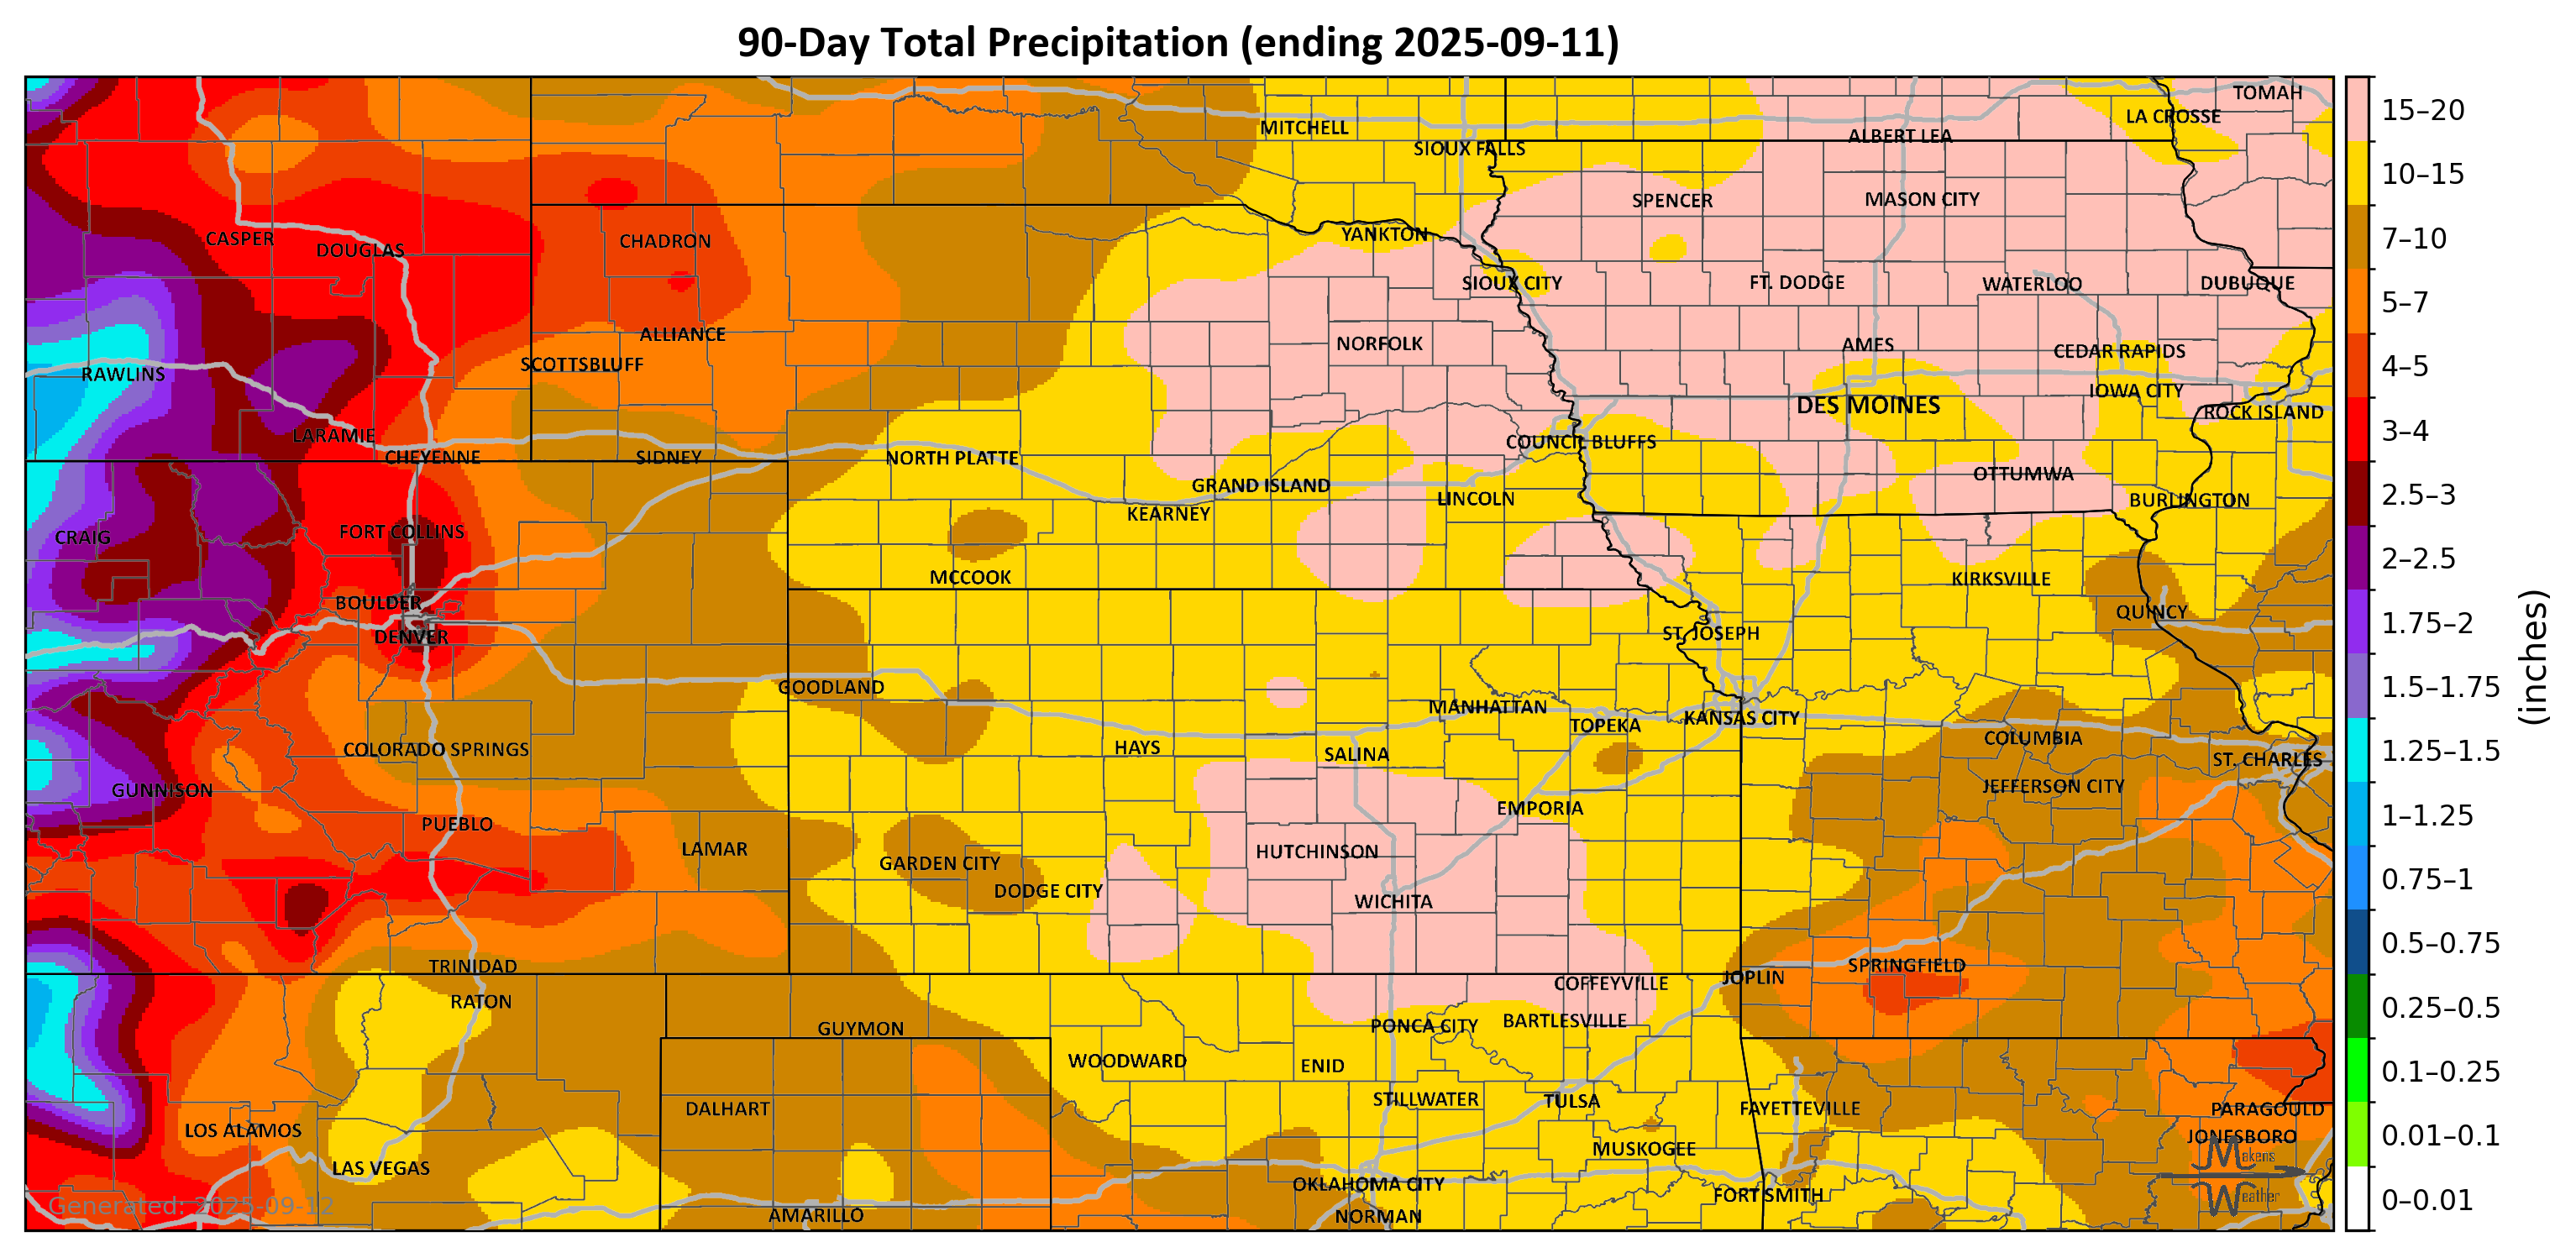 90-Day Total Precipitation (ending 2025-09-11)
TOMAH
LA CROSSE
MITCHELL
ALBERT LEA
SIOUX FALLS
SPENCER
MASON CITY
YANKTON
CASPER
DOUGLAS
CHADRON
SIOUX CITY
FT. DODGE
WATERLOO
DUBUQUE
ALLIANCE
NORFOLK
AMES
CEDAR RAPIDS
SCOTTSBLUFF
RAWLINS
IOWA CITY
DES MOINES
ROCK ISLAND
LARAMIE
COUNCIL BLUFFS
CHEYENNE
SIDNEY
NORTH PLATTE
OTTUMWA
GRAND ISLAND
LINCOLN
BURLINGTON
KEARNEY
FORT COLLINS
CRAIG
MCCOOK
KIRKSVILLE
BOULDER
QUINCY
DENVER
ST. JOSEPH
GOODLAND
MANHATTAN
TOPEKA
KANSAS CITY
COLUMBIA
COLORADO SPRINGS
HAYS
SALINA
ST. CHARLES
GUNNISON
JEFFERSON CITY
EMPORIA
PUEBLO
LAMAR
HUTCHINSON
GARDEN CITY
DODGE CITY
WICHITA
TRINIDAD
SPRINGFIELD
JOPLIN
COFFEYVILLE
RATON
PONCA CITY
BARTLESVILLE
GUYMON
WOODWARD
ENID
STILLWATER
TULSA
DALHART
FAYETTEVILLE
PARAGOULD
LOS ALAMOS
JONESBORO
MUSKOGEE
LAS VEGAS
OKLAHOMA CITY
FORT SMITH
AMARILLO
NORMAN
Generated: 2025-09-12
Makens
Weather
15–20
10–15
7–10
5–7
4–5
3–4
2.5–3
2–2.5
1.75–2
1.5–1.75
1.25–1.5
1–1.25
0.75–1
0.5–0.75
0.25–0.5
0.1–0.25
0.01–0.1
0–0.01
(inches)